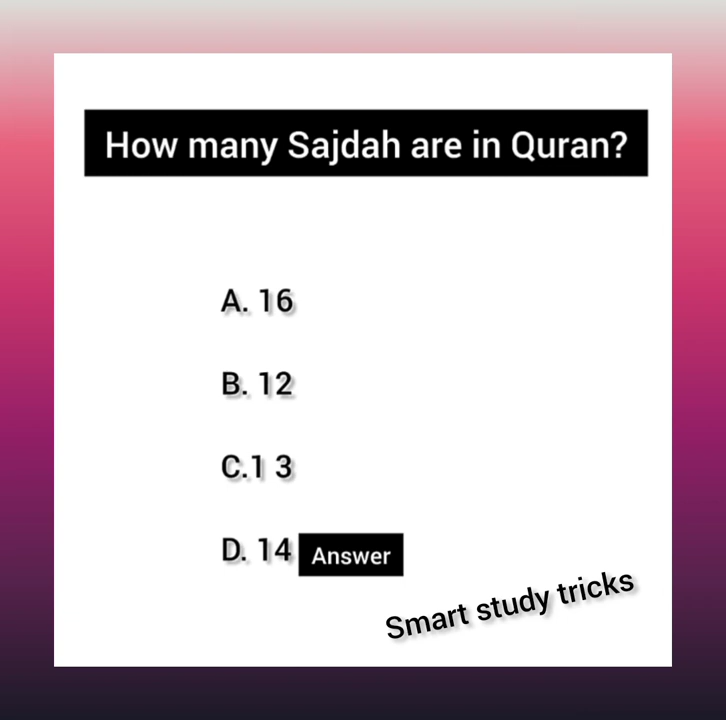 How many Sajdah are in Quran?
A. 16
B. 12
C.1 3
D. 14 Answer
Smart study tricks